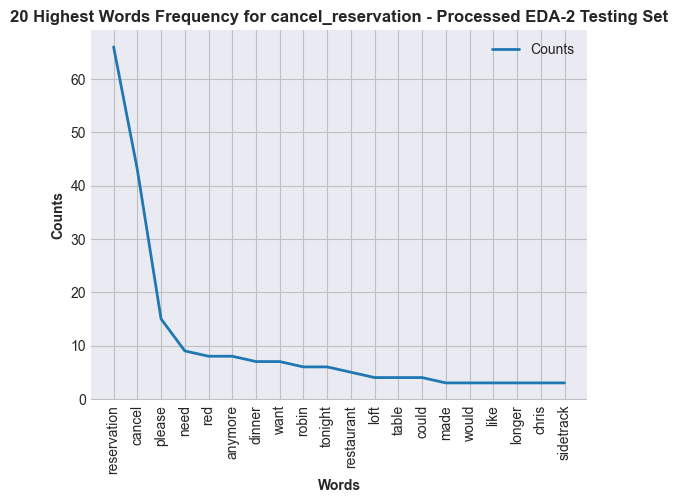 20 Highest Words Frequency for cancel_reservation - Processed EDA-2 Testing Set
Counts
Counts
60
50
40
30
20
10
0
reservation
cancel
please
need
red
anymore
dinner
want
robin
tonight
restaurant
loft
table
could
made
would
like
longer
chris
sidetrack
Words